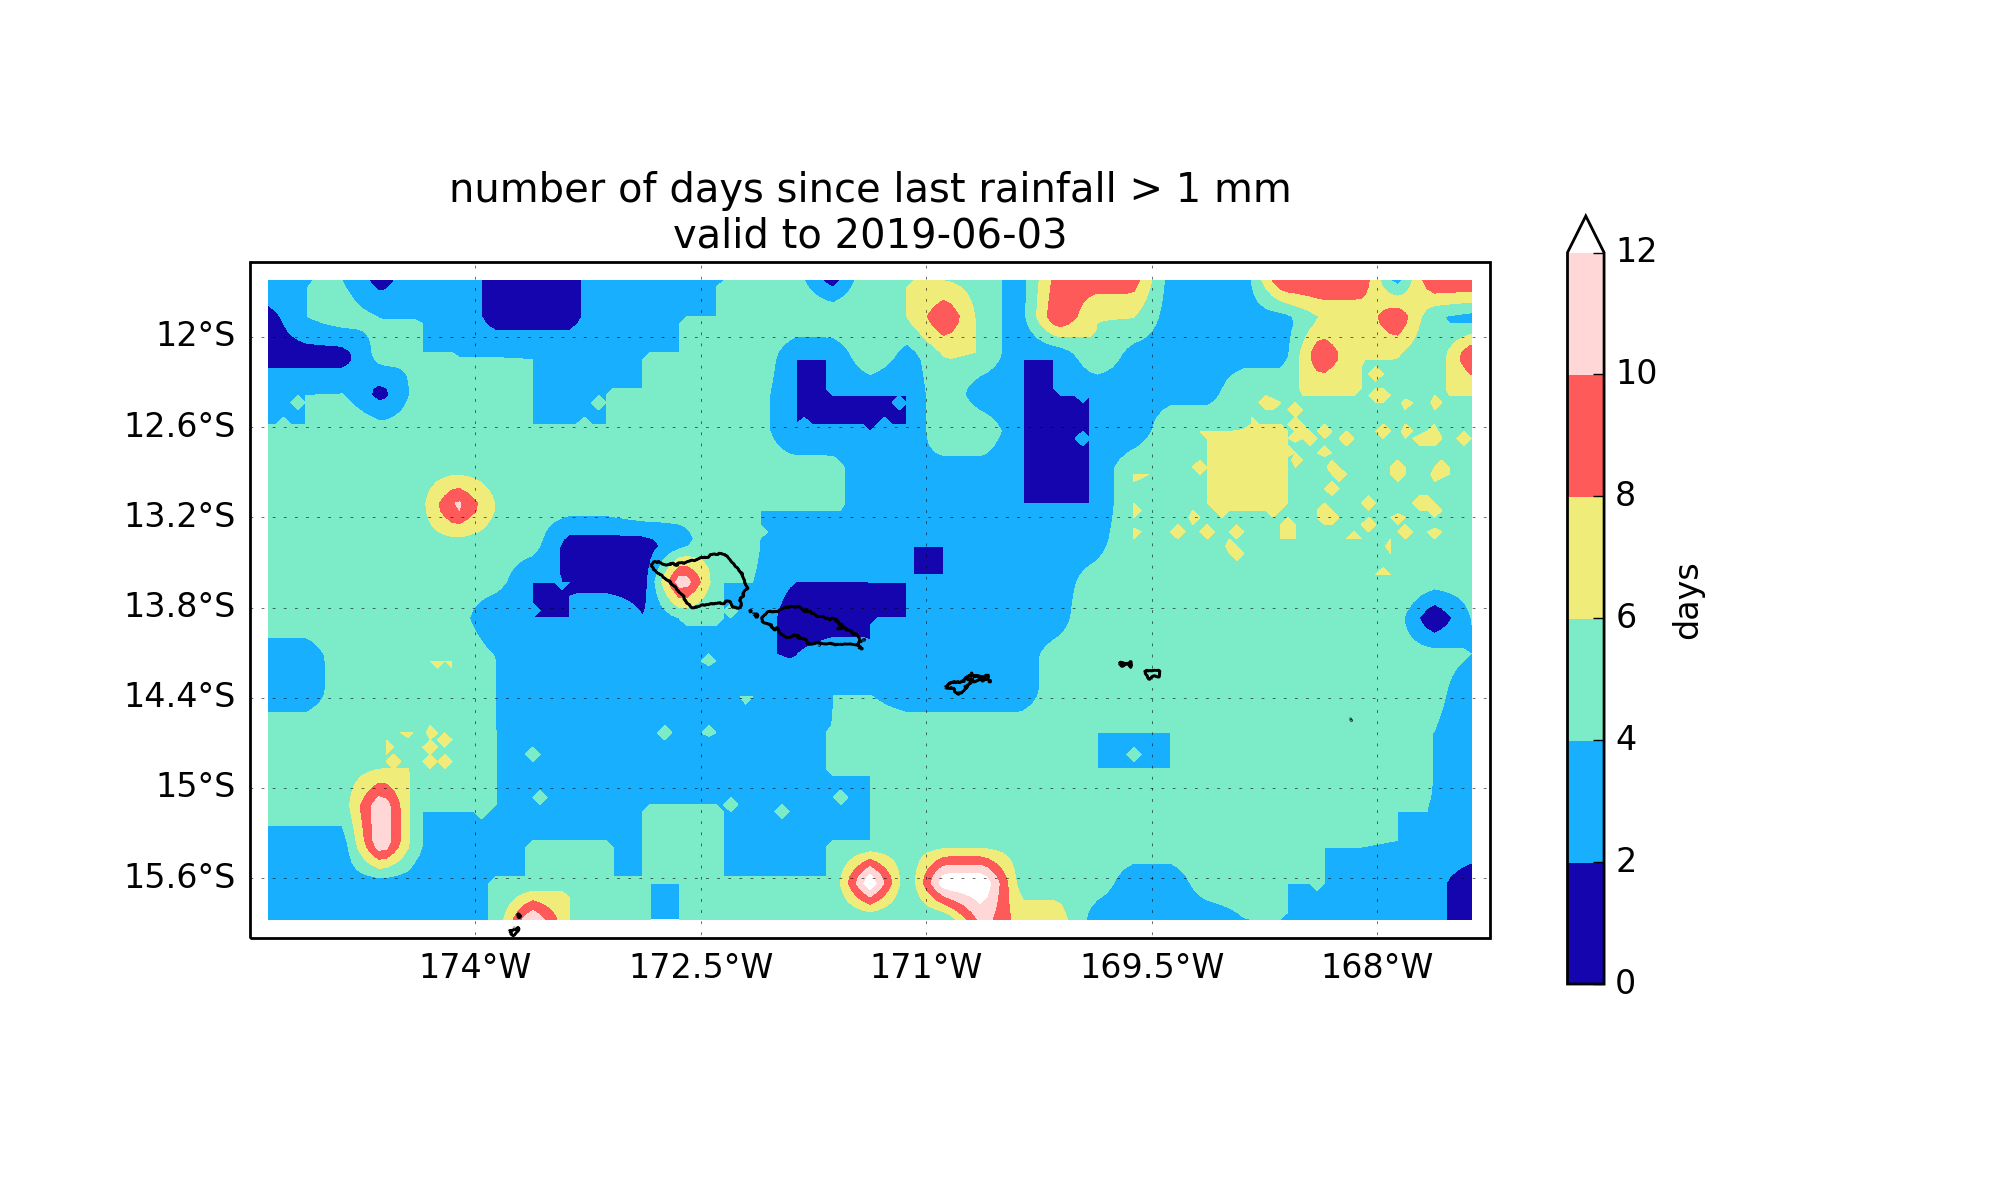 number of days since last rainfall > 1 mm
valid to 2019-06-03
12°S
12.6°S
13.2°S
13.8°S
14.4°S
15°S
15.6°S
174°W
172.5°W
171°W
169.5°W
168°W
12
10
8
6
4
2
0
days